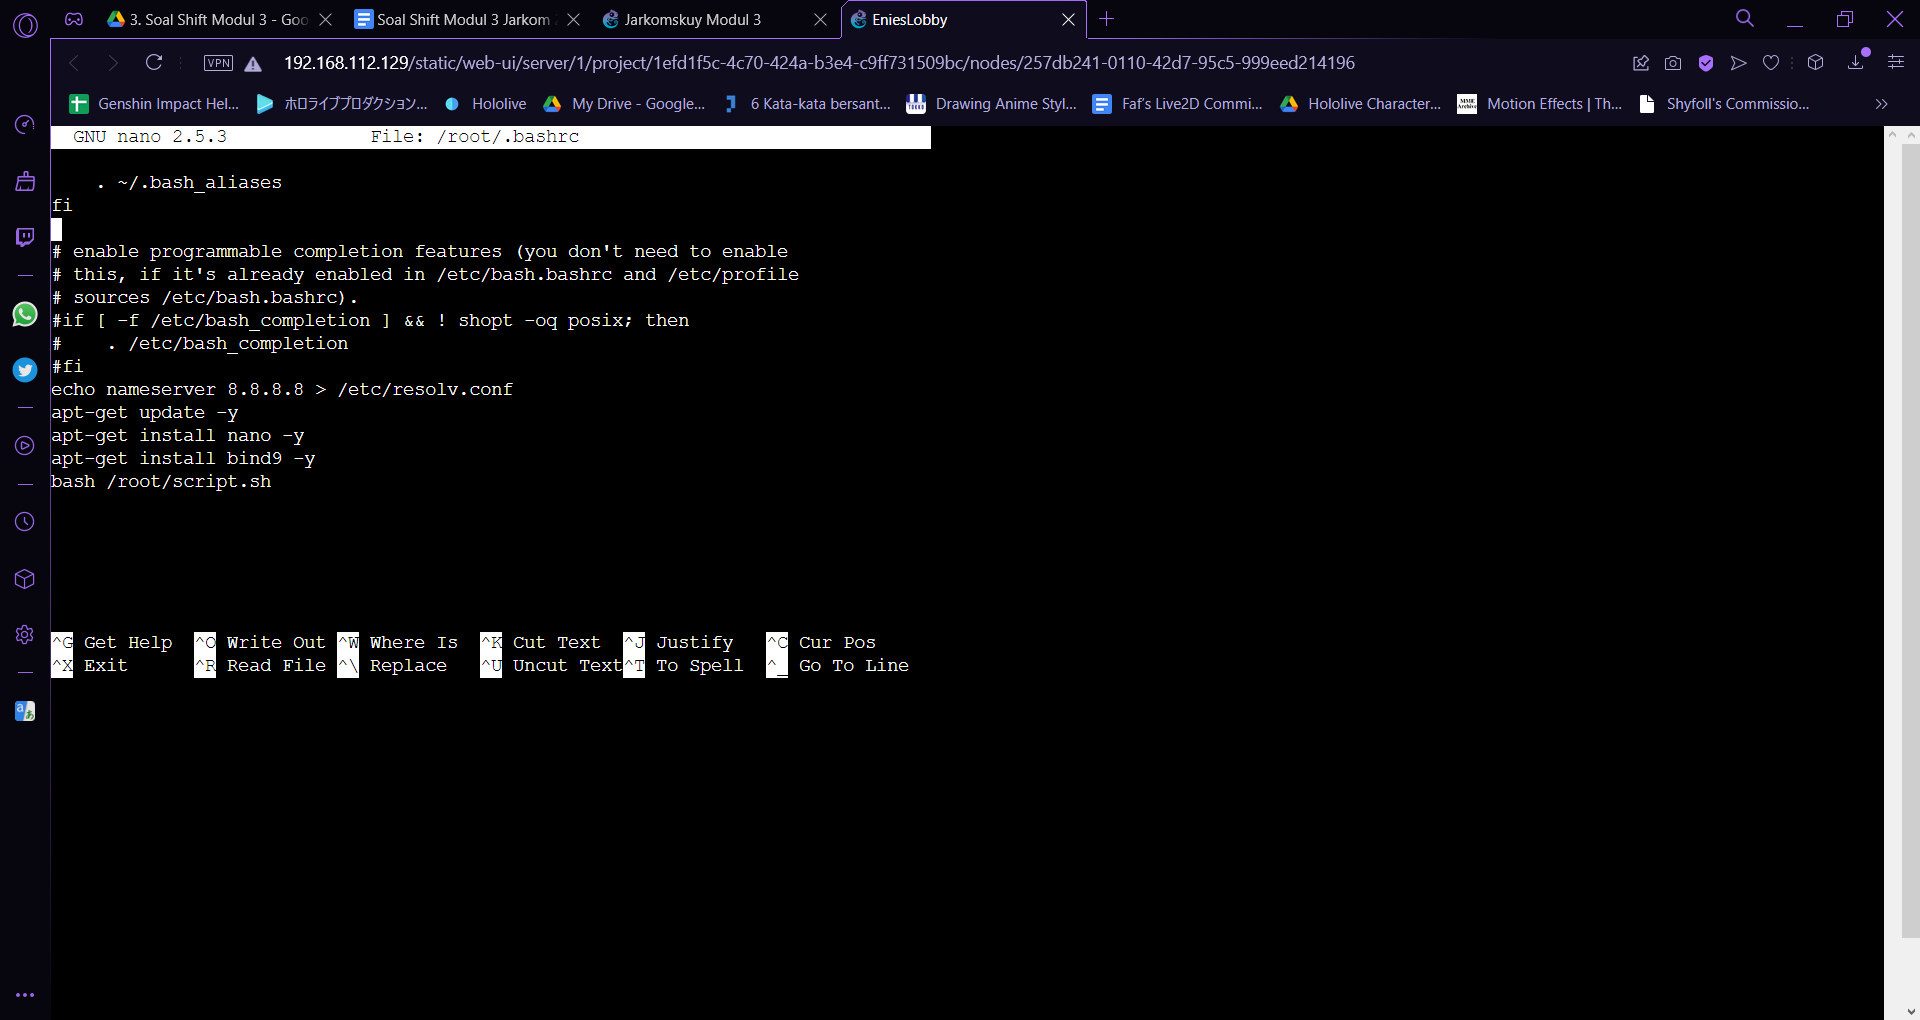 3. Soal Shift Modul 3 - Goo
Soal Shift Modul 3 Jarkom
Jarkomskuy Modul 3
EniesLobby
VPN
192.168.112.129/static/web-ui/server/1/project/1efd1f5c-4c70-424a-b3e4-c9ff731509bc/nodes/257db241-0110-42d7-95c5-999eed214196
Genshin Impact Hel...
ホロライブプロダクション...
Hololive
My Drive - Google...
6 Kata-kata bersant...
Drawing Anime Styl...
Faf's Live2D Commi...
Hololive Character...
Motion Effects | Th...
Shyfoll's Commissio...
GNU nano 2.5.3 File: /root/.bashrc
. ~/.bash_aliases
fi
# enable programmable completion features (you don't need to enable
# this, if it's already enabled in /etc/bash.bashrc and /etc/profile
# sources /etc/bash.bashrc).
#if [ -f /etc/bash_completion ] && ! shopt -oq posix; then
# . /etc/bash_completion
#fi
echo nameserver 8.8.8.8 > /etc/resolv.conf
apt-get update -y
apt-get install nano -y
apt-get install bind9 -y
bash /root/script.sh
^G Get Help ^O Write Out ^W Where Is ^K Cut Text ^J Justify ^C Cur Pos
^X Exit ^R Read File ^\ Replace ^U Uncut Text ^T To Spell ^_ Go To Line